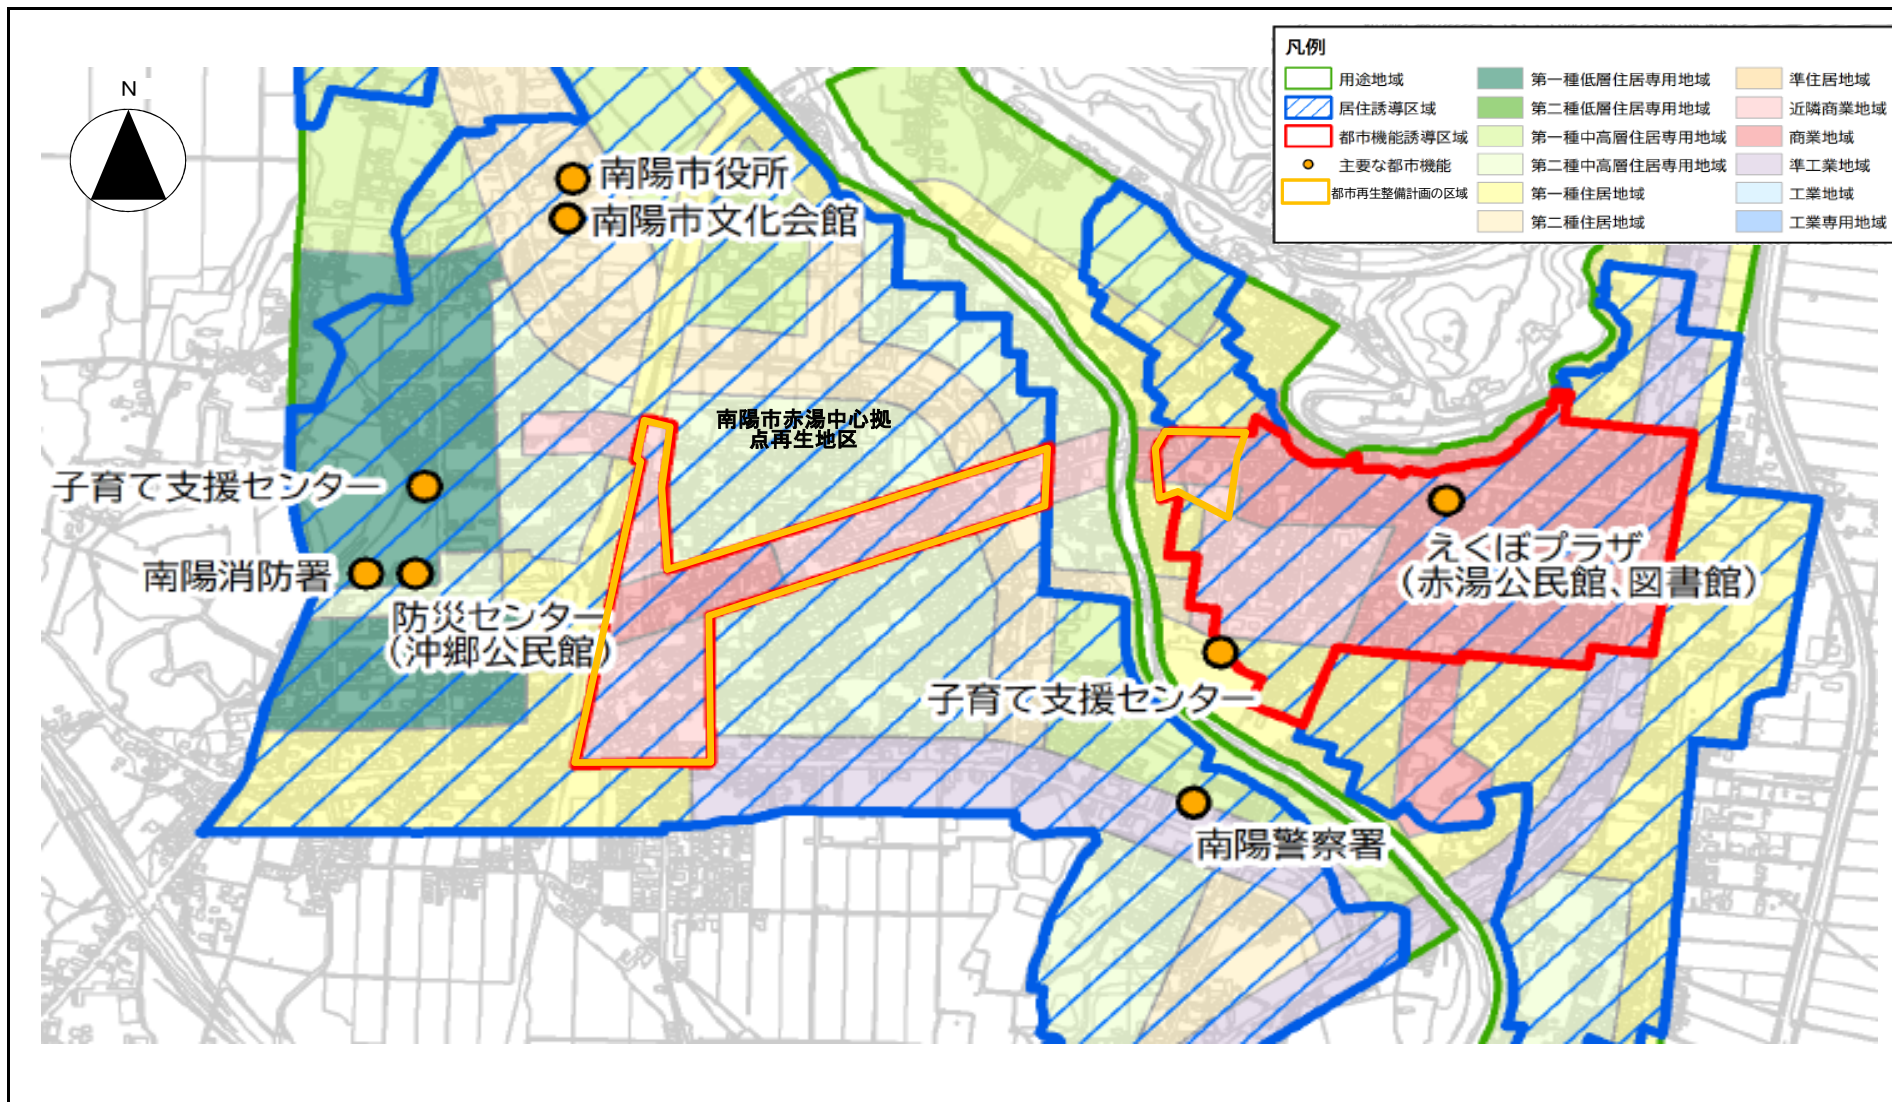 凡例
用途地域
居住誘導区域
都市機能誘導区域
主要な都市機能
都市再生整備計画の区域
第一種低層住居専用地域
第二種低層住居専用地域
第一種中高層住居専用地域
第二種中高層住居専用地域
第一種住居地域
第二種住居地域
準住居地域
近隣商業地域
商業地域
準工業地域
工業地域
工業専用地域
N
南陽市役所
南陽市文化会館
南陽市赤湯中心拠
点再生地区
子育て支援センター
南陽消防署
防災センター
(沖郷公民館)
えくぼプラザ
(赤湯公民館、図書館)
子育て支援センター
南陽警察署